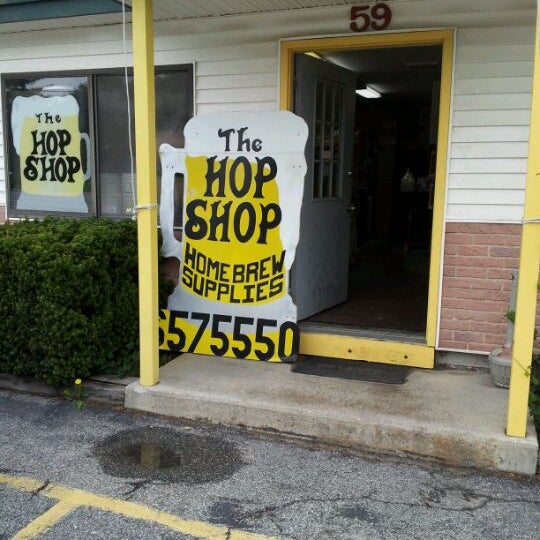 59
The
HOP
SHOP
The
HOP
SHOP
HOME BREW
SUPPLIES
6575550